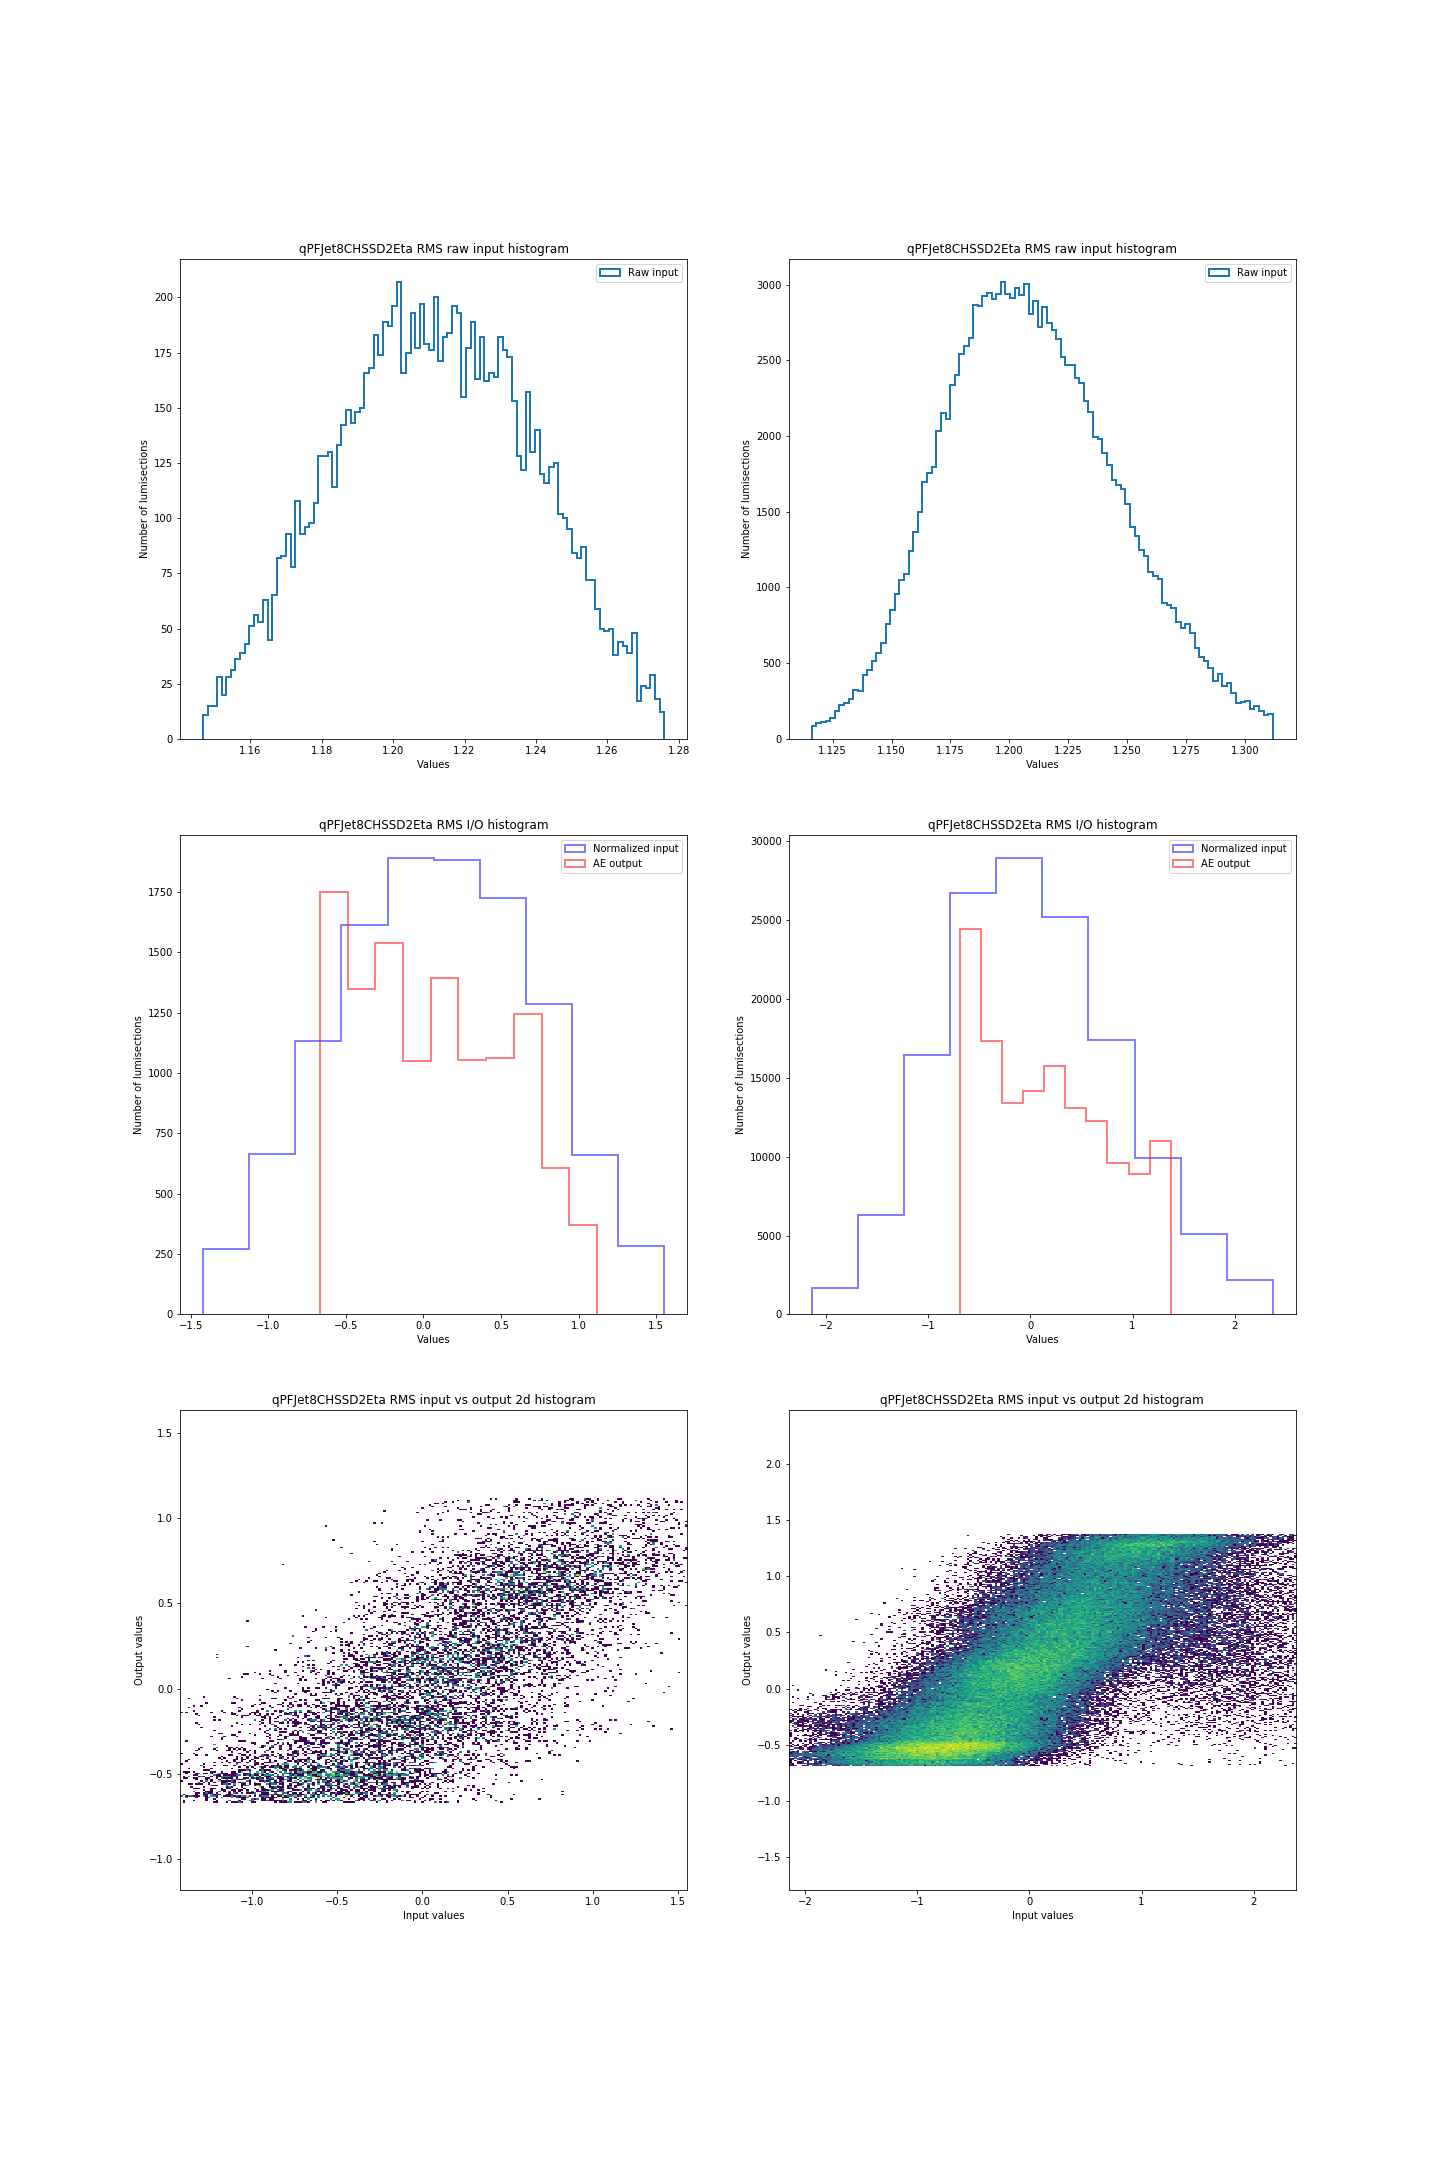 qPFJet8CHSSD2Eta RMS raw input histogram
Raw input
200
175
150
125
100
75
50
25
0
Number of lumisections
1.16 1.18 1.20 1.22 1.24 1.26 1.28
Values
qPFJet8CHSSD2Eta RMS raw input histogram
Raw input
3000
2500
2000
1500
1000
500
0
Number of lumisections
1.125 1.150 1.175 1.200 1.225 1.250 1.275 1.300
Values
qPFJet8CHSSD2Eta RMS I/O histogram
Normalized input
AE output
1750
1500
1250
1000
750
500
250
0
Number of lumisections
−1.5 −1.0 −0.5 0.0 0.5 1.0 1.5
Values
qPFJet8CHSSD2Eta RMS I/O histogram
Normalized input
AE output
30000
25000
20000
15000
10000
5000
0
Number of lumisections
−2 −1 0 1 2
Values
qPFJet8CHSSD2Eta RMS input vs output 2d histogram
1.5
1.0
0.5
0.0
−0.5
−1.0
Output values
−1.0 −0.5 0.0 0.5 1.0 1.5
Input values
qPFJet8CHSSD2Eta RMS input vs output 2d histogram
2.0
1.5
1.0
0.5
0.0
−0.5
−1.0
−1.5
Output values
−2 −1 0 1 2
Input values